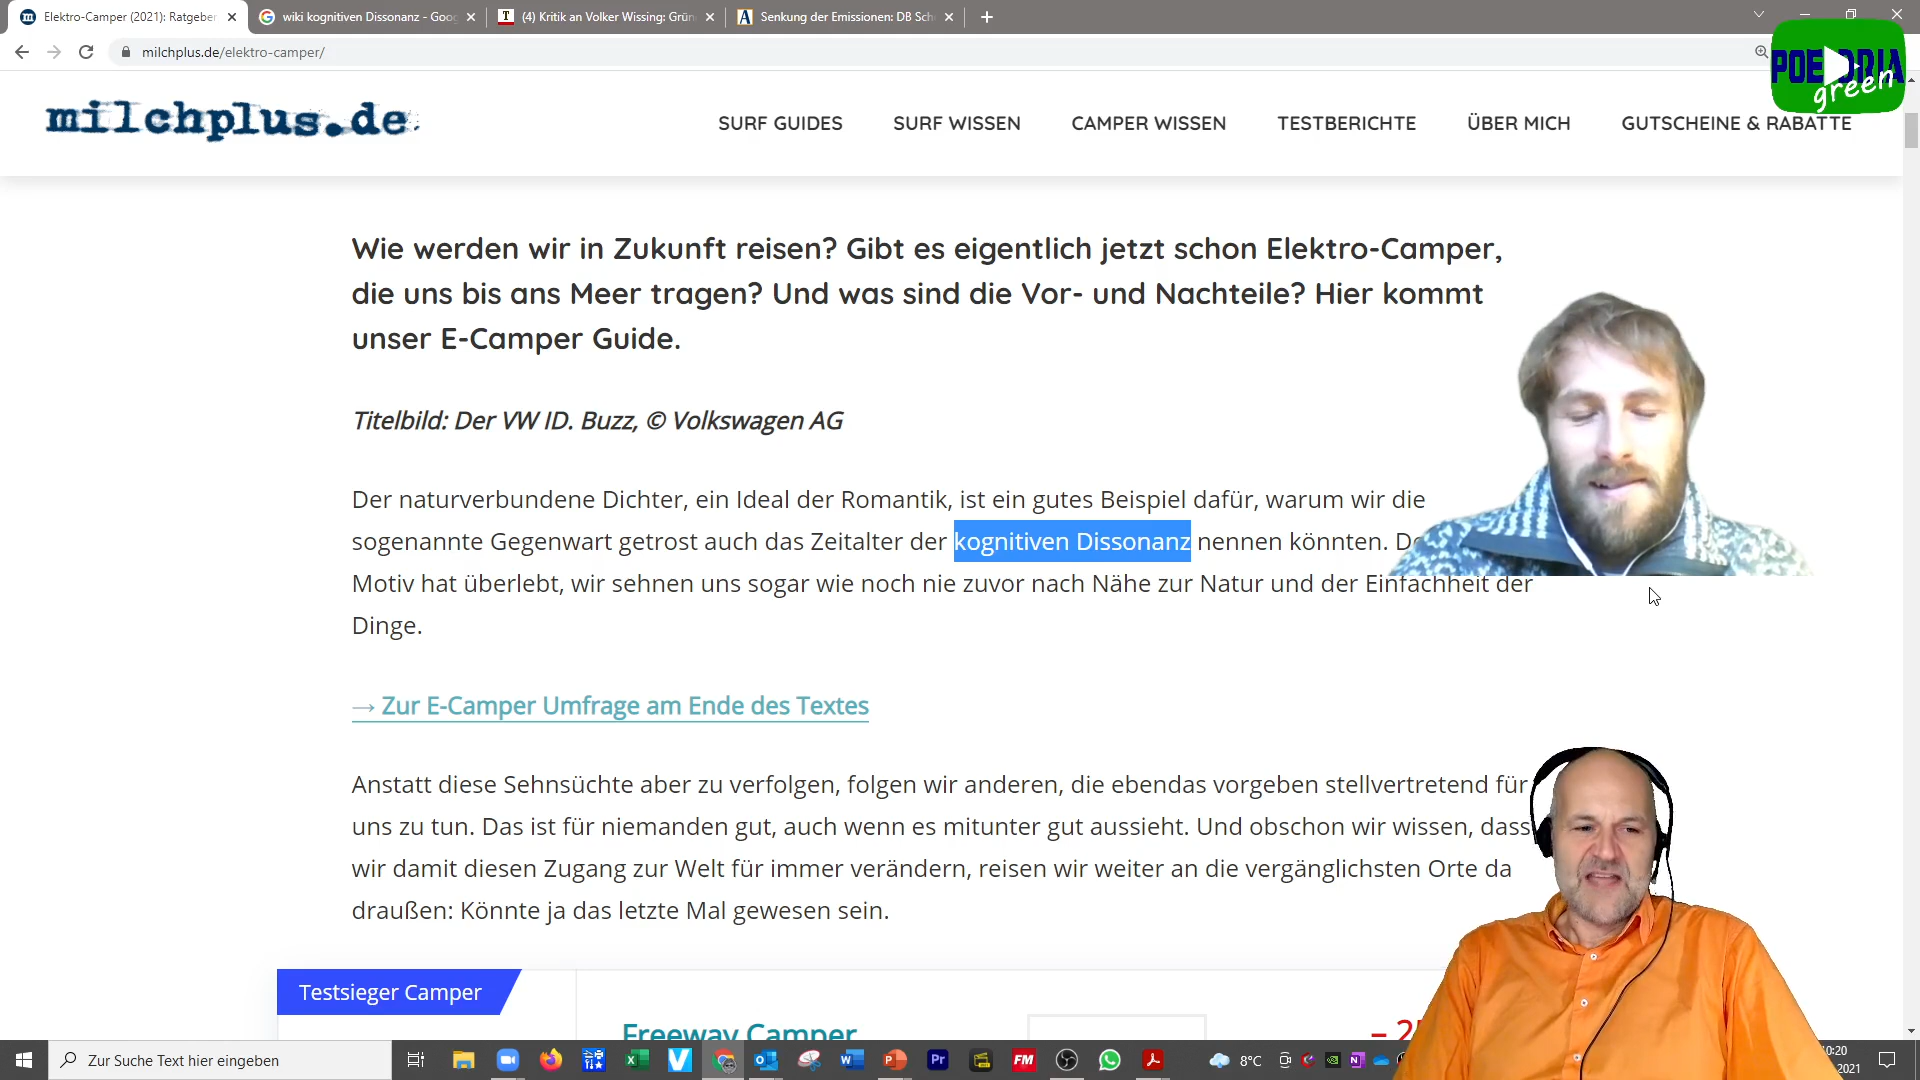 Elektro-Camper (2021): Ratgeber
wiki kognitiven Dissonanz - Goog
(4) Kritik an Volker Wissing: Grün
Senkung der Emissionen: DB Sch
milchplus.de/elektro-camper/
green
milchplus.de
SURF GUIDES
SURF WISSEN
CAMPER WISSEN
TESTBERICHTE
ÜBER MICH
GUTSCHEINE & RABATTE
Wie werden wir in Zukunft reisen? Gibt es eigentlich jetzt schon Elektro-Camper,
die uns bis ans Meer tragen? Und was sind die Vor- und Nachteile? Hier kommt
unser E-Camper Guide.
Titelbild: Der VW ID. Buzz, © Volkswagen AG
Der naturverbundene Dichter, ein Ideal der Romantik, ist ein gutes Beispiel dafür, warum wir die
sogenannte Gegenwart getrost auch das Zeitalter der kognitiven Dissonanz nennen könnten.
Motiv hat überlebt, wir sehnen uns sogar wie noch nie zuvor nach Nähe zur Natur und der Einfachheit der
Dinge.
→ Zur E-Camper Umfrage am Ende des Textes
Anstatt diese Sehnsüchte aber zu verfolgen, folgen wir anderen, die ebendas vorgeben stellvertretend für
uns zu tun. Das ist für niemanden gut, auch wenn es mitunter gut aussieht. Und obschon wir wissen, dass
wir damit diesen Zugang zur Welt für immer verändern, reisen wir weiter an die vergänglichsten Orte da
draußen: Könnte ja das letzte Mal gewesen sein.
Testsieger Camper
Freeway Camper
Zur Suche Text hier eingeben
8°C
2021